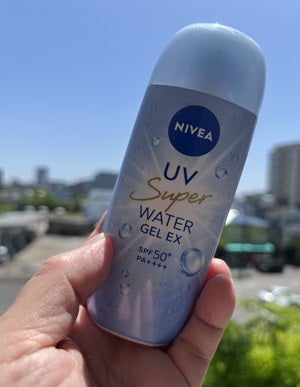 NIVEA
UV
Super
WATER
GEL EX
SPF50+
PA++++